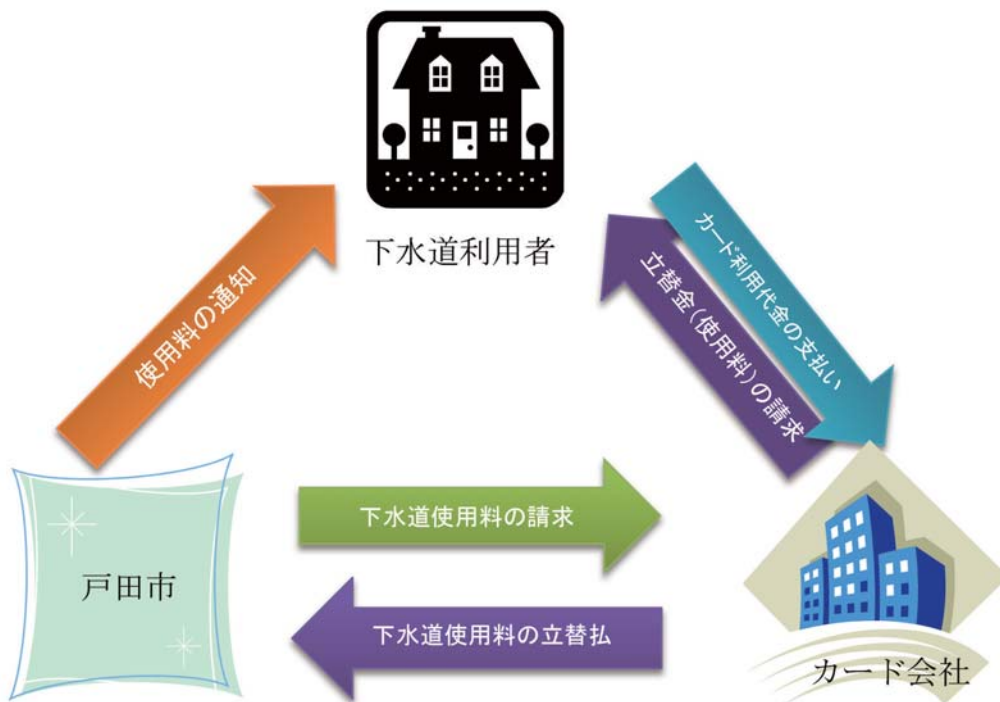 下水道利用者
使用料の通知
カード利用代金の支払い
立替金(使用料)の請求
下水道使用料の請求
戸田市
下水道使用料の立替払
カード会社